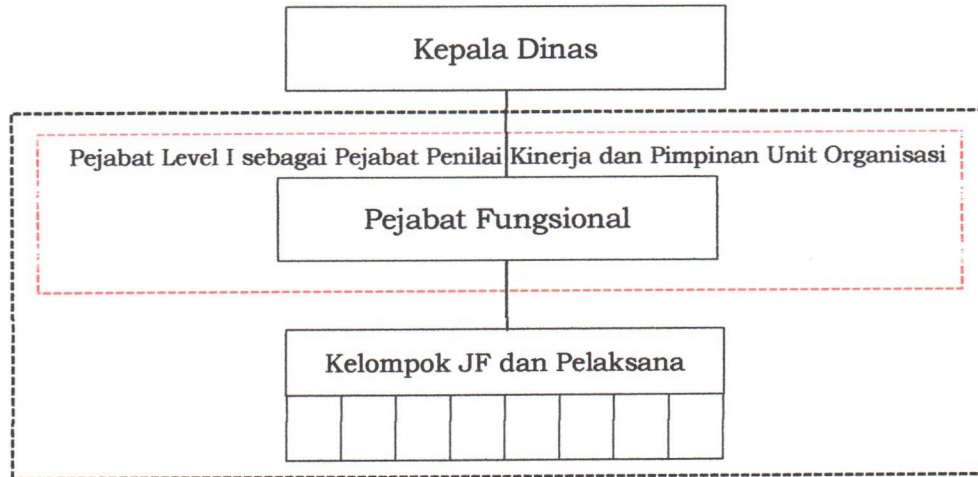 Kepala Dinas
Pejabat Level I sebagai Pejabat Penilai Kinerja dan Pimpinan Unit Organisasi
Pejabat Fungsional
Kelompok JF dan Pelaksana